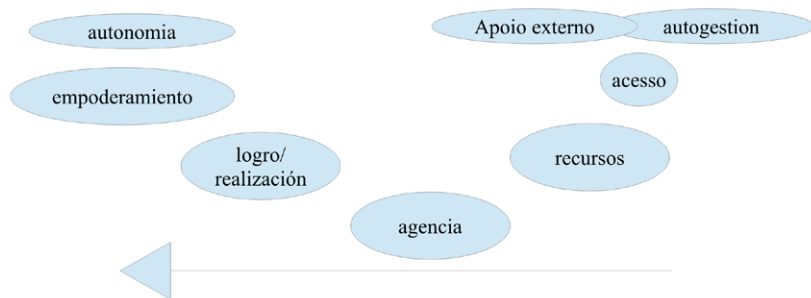 autonomia
Apoio externo
autogestion
acesso
empoderamiento
logro/
realización
recursos
agencia